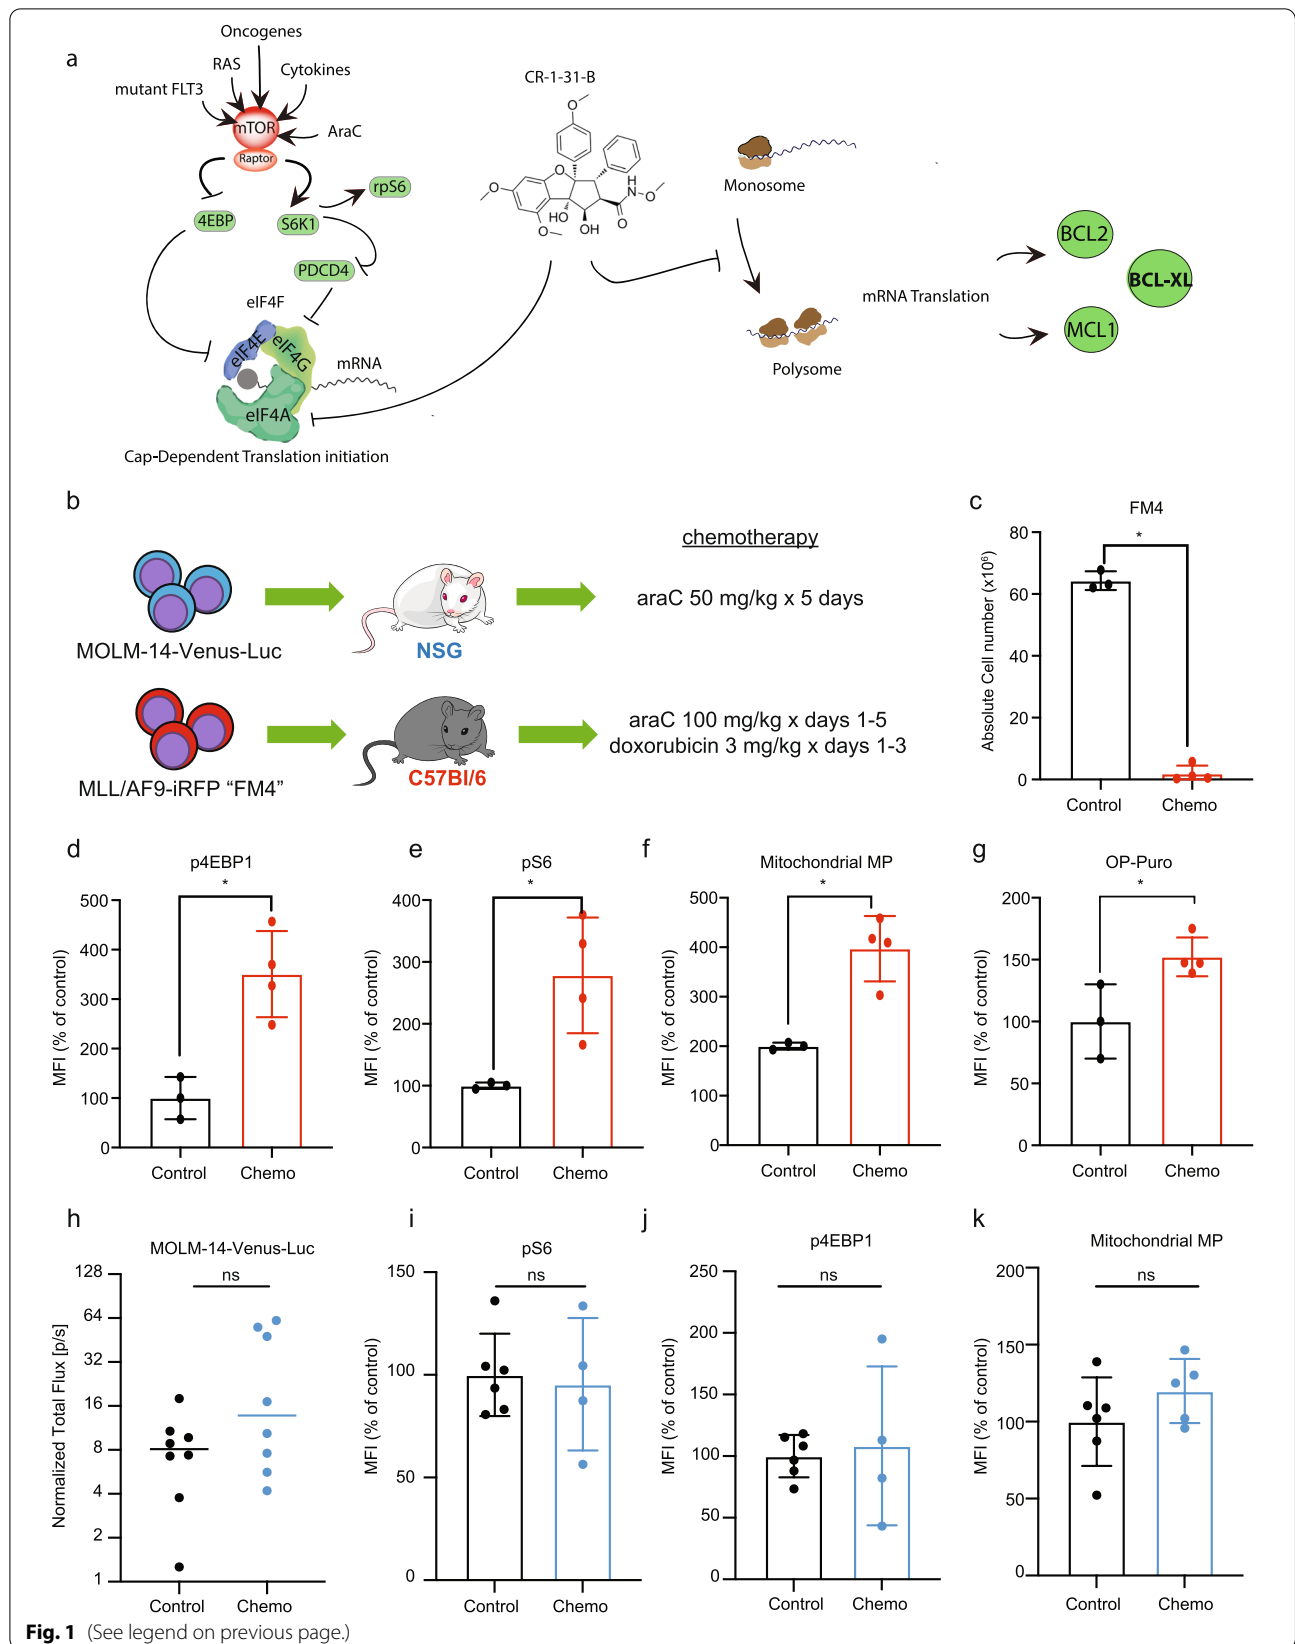 a
Oncogenes
RAS
Cytokines
mutant FLT3
mTOR
AraC
Raptor
4EBP
S6K1
rpS6
PDCD4
eIF4F
eIF4E
eIF4G
mRNA
eIF4A
Cap-Dependent Translation initiation
CR-1-31-B
O
O
O
O
H
N
O
HO
O
O
OH
Monosome
Polysome
mRNA Translation
BCL2
BCL-XL
MCL1
b
chemotherapy
MOLM-14-Venus-Luc
NSG
araC 50 mg/kg x 5 days
MLL/AF9-iRFP “FM4”
C57Bl/6
araC 100 mg/kg x days 1-5
doxorubicin 3 mg/kg x days 1-3
c
FM4
*
Absolute Cell number (x10⁶)
80
60
40
20
0
Control Chemo
d
p4EBP1
*
MFI (% of control)
500
400
300
200
100
0
Control Chemo
e
pS6
*
MFI (% of control)
400
300
200
100
0
Control Chemo
f
Mitochondrial MP
*
MFI (% of control)
500
400
300
200
100
0
Control Chemo
g
OP-Puro
*
MFI (% of control)
200
150
100
50
0
Control Chemo
h
MOLM-14-Venus-Luc
ns
Normalized Total Flux [p/s]
128
64
32
16
8
4
2
1
Control Chemo
i
pS6
ns
MFI (% of control)
150
100
50
0
Control Chemo
j
p4EBP1
ns
MFI (% of control)
250
200
150
100
50
0
Control Chemo
k
Mitochondrial MP
ns
MFI (% of control)
200
150
100
50
0
Control Chemo
Fig. 1 (See legend on previous page.)